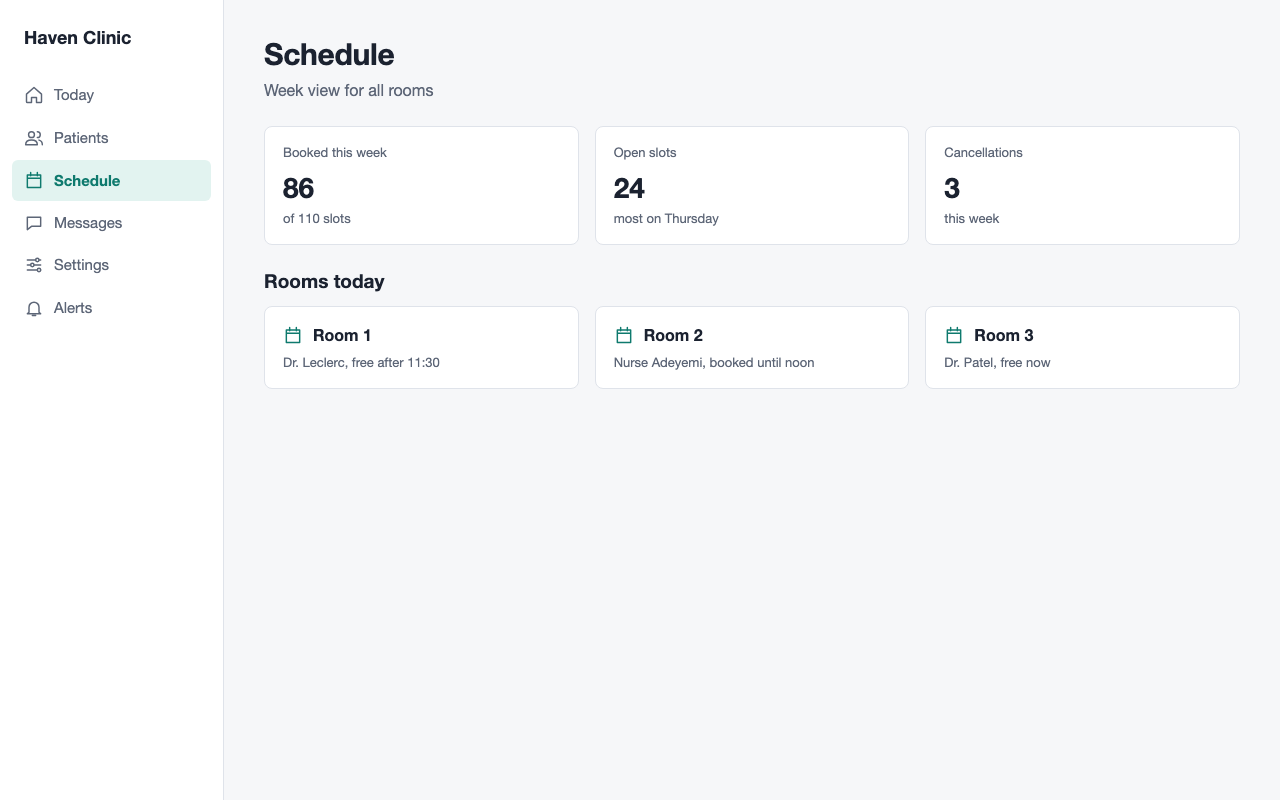 Haven Clinic
Today
Patients
Schedule
Messages
Settings
Alerts
Schedule
Week view for all rooms
Booked this week
86
of 110 slots
Open slots
24
most on Thursday
Cancellations
3
this week
Rooms today
Room 1
Dr. Leclerc, free after 11:30
Room 2
Nurse Adeyemi, booked until noon
Room 3
Dr. Patel, free now